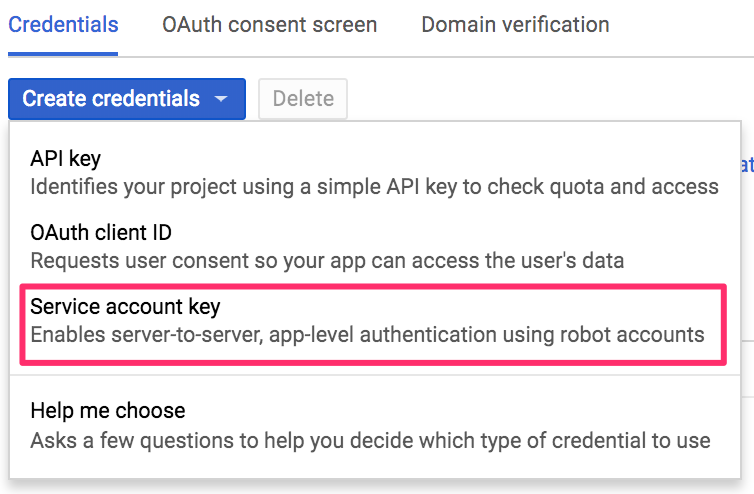 Credentials OAuth consent screen Domain verification
Create credentials Delete
API key
Identifies your project using a simple API key to check quota and access
OAuth client ID
Requests user consent so your app can access the user's data
Service account key
Enables server-to-server, app-level authentication using robot accounts
Help me choose
Asks a few questions to help you decide which type of credential to use